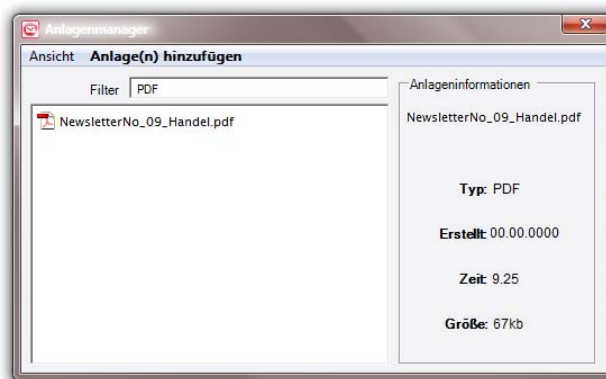 Anlagenmanager
Ansicht Anlage(n) hinzufügen
Filter PDF
NewsletterNo_09_Handel.pdf
Anlageninformationen
NewsletterNo_09_Handel.pdf
Typ: PDF
Erstellt: 00.00.0000
Zeit: 9.25
Größe: 67kb